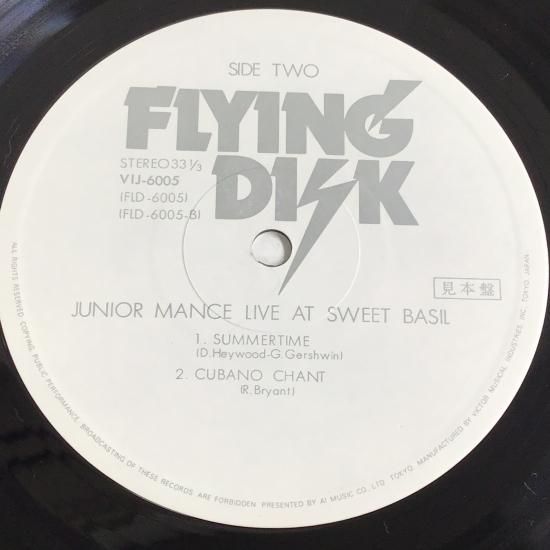 SIDE TWO
FLYING
DISK
STEREO 33 1/3
VIJ-6005
(FLD-6005)
(FLD-6005-B)
見本盤
JUNIOR MANCE LIVE AT SWEET BASIL
1. SUMMERTIME
(D.Heywood-G.Gershwin)
2. CUBANO CHANT
(R.Bryant)
ALL RIGHTS RESERVED COPYING, PUBLIC PERFORMANCE, BROADCASTING OF THESE RECORDS ARE FORBIDDEN PRESENTED BY AI MUSIC CO. LTD. TOKYO. MANUFACTURED BY VICTOR MUSICAL INDUSTRIES, INC. TOKYO, JAPAN